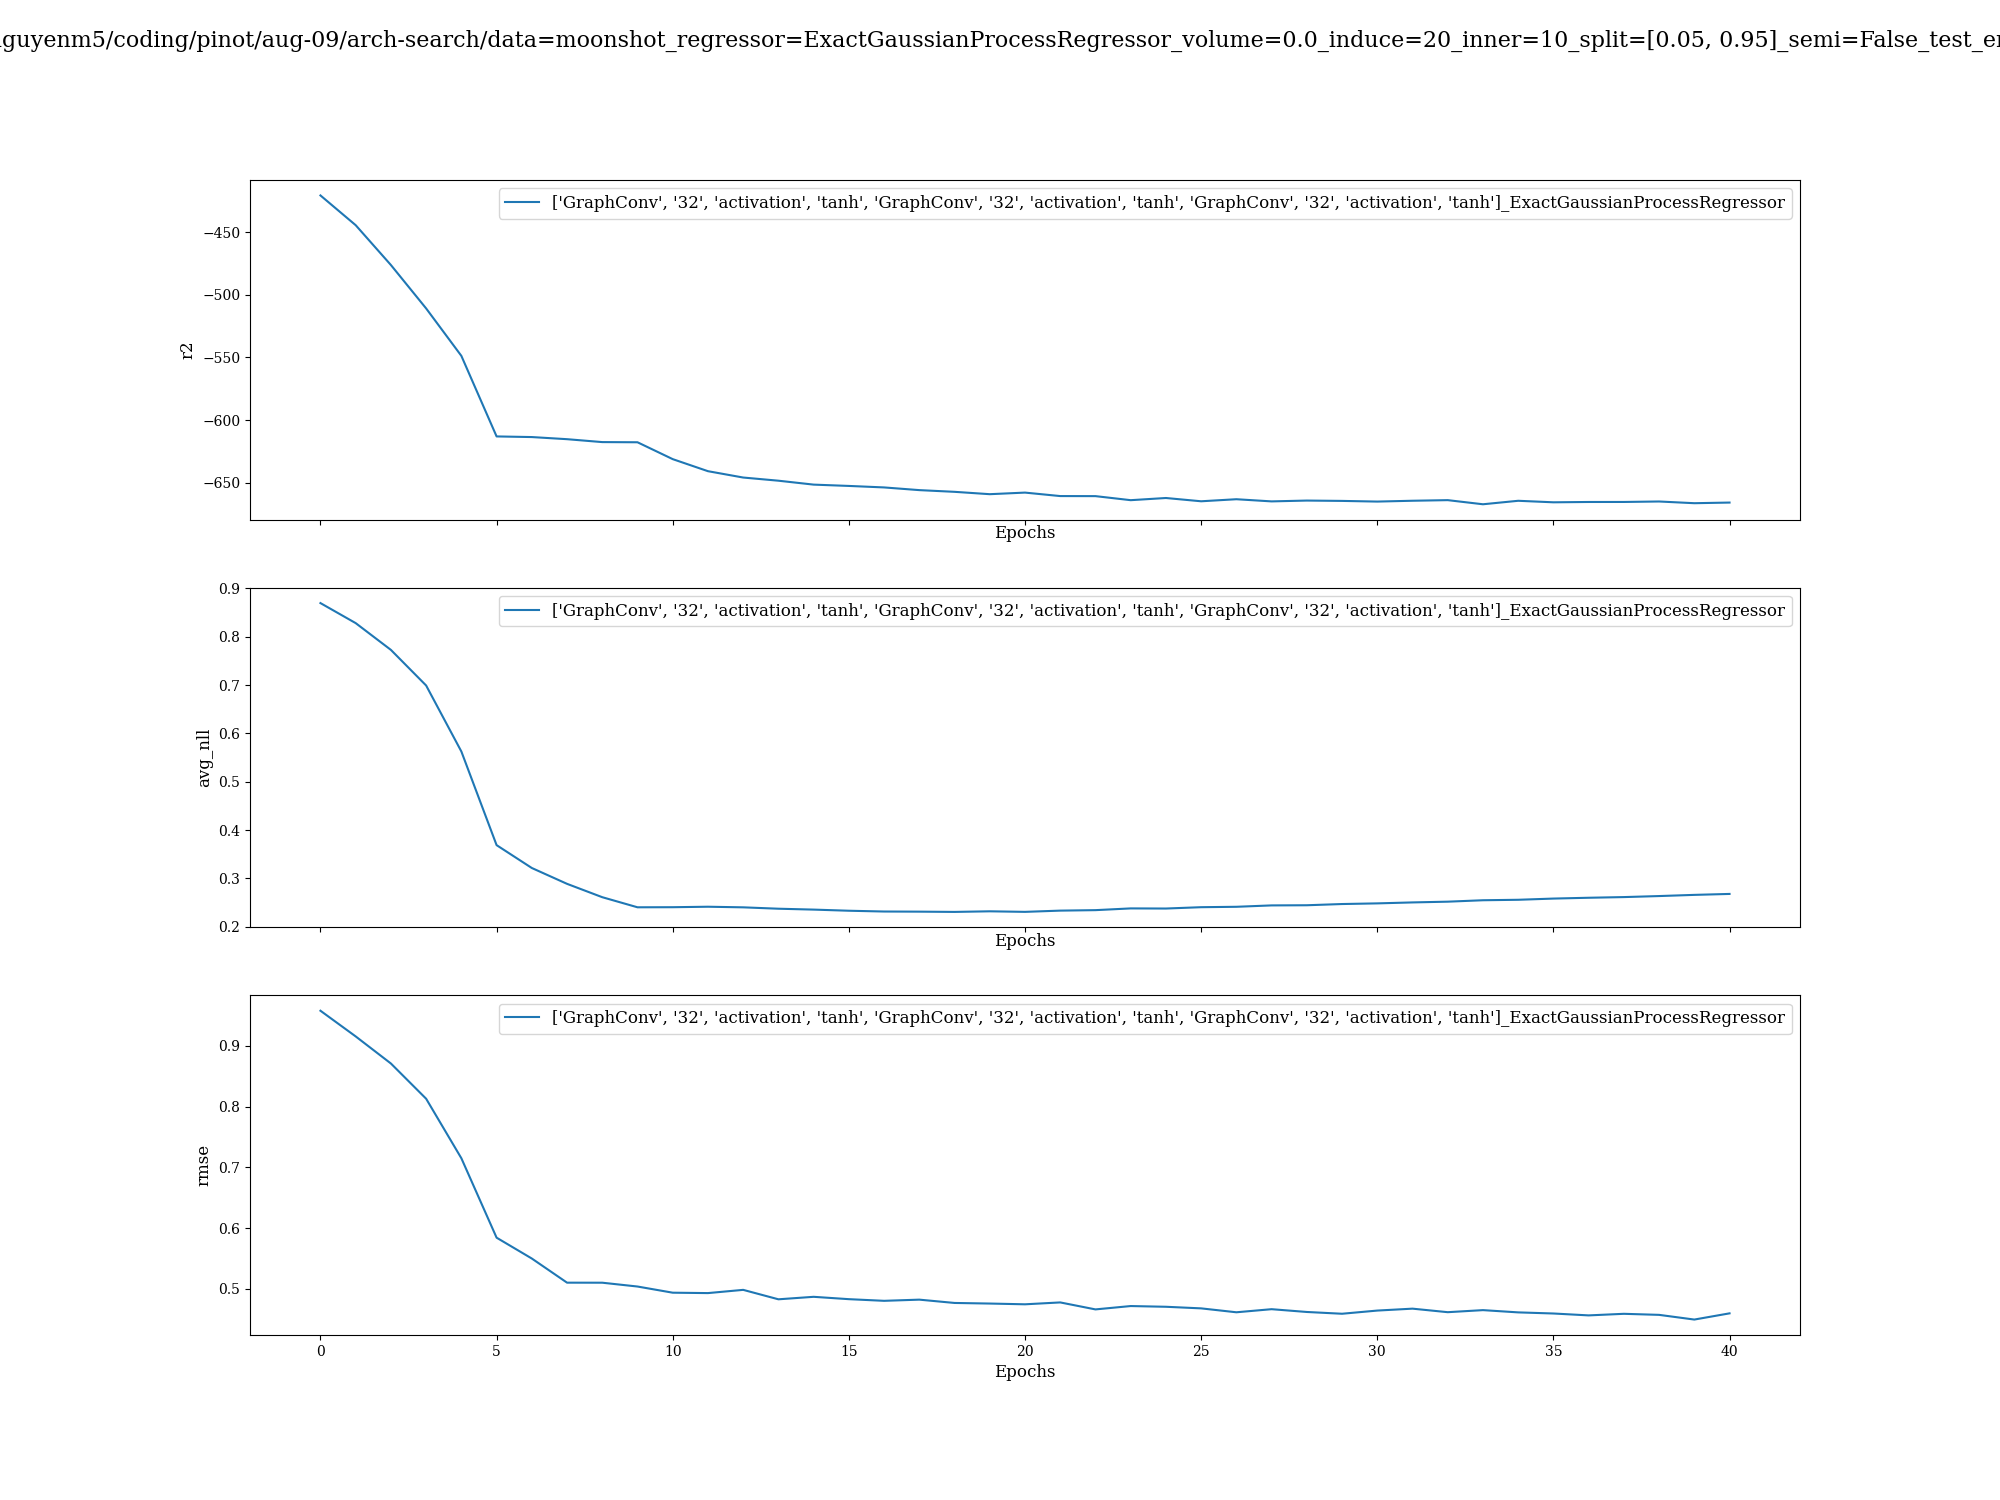 guyenm5/coding/pinot/aug-09/arch-search/data=moonshot_regressor=ExactGaussianProcessRegressor_volume=0.0_induce=20_inner=10_split=[0.05, 0.95]_semi=False_test_e
['GraphConv', '32', 'activation', 'tanh', 'GraphConv', '32', 'activation', 'tanh', 'GraphConv', '32', 'activation', 'tanh']_ExactGaussianProcessRegressor
−450
−500
−550
−600
−650
r2
Epochs
['GraphConv', '32', 'activation', 'tanh', 'GraphConv', '32', 'activation', 'tanh', 'GraphConv', '32', 'activation', 'tanh']_ExactGaussianProcessRegressor
0.9
0.8
0.7
0.6
0.5
0.4
0.3
0.2
avg_nll
Epochs
['GraphConv', '32', 'activation', 'tanh', 'GraphConv', '32', 'activation', 'tanh', 'GraphConv', '32', 'activation', 'tanh']_ExactGaussianProcessRegressor
0.9
0.8
0.7
0.6
0.5
rmse
0 5 10 15 20 25 30 35 40
Epochs